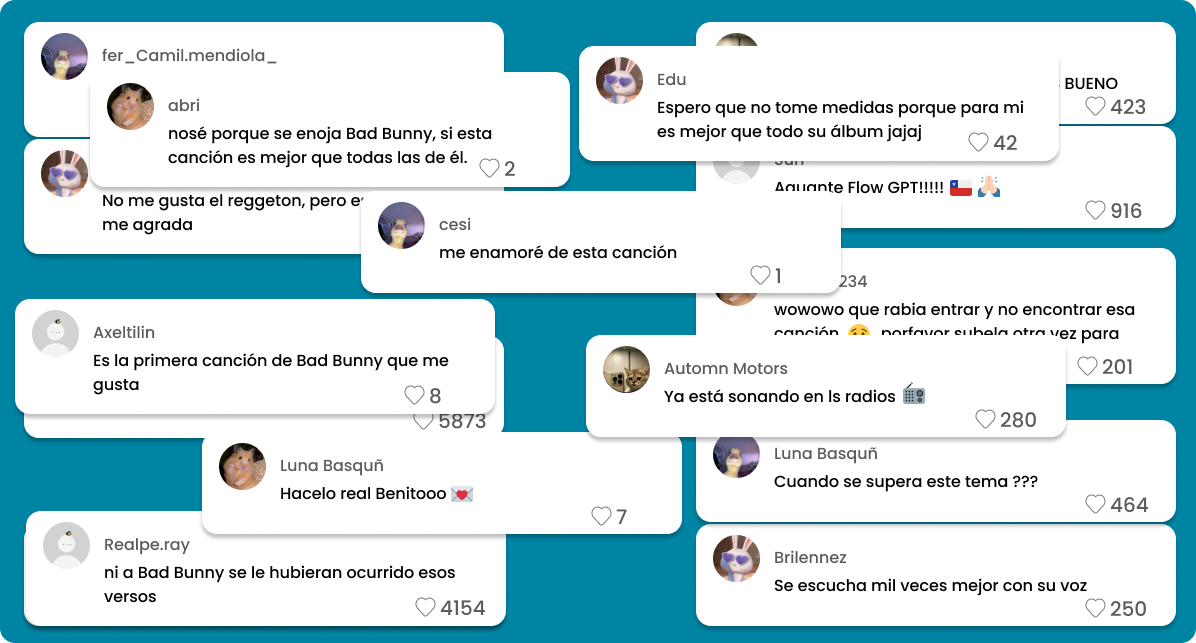 fer_Camil.mendiola_
abri
nosé porque se enoja Bad Bunny, si esta
canción es mejor que todas las de él.
2
No me gusta el reggeton, pero
me agrada
cesi
me enamoré de esta canción
1
Axeltilin
Es la primera canción de Bad Bunny que me
gusta
8
5873
Luna Basquñ
Hacelo real Benitooo 💌
7
Realpe.ray
ni a Bad Bunny se le hubieran ocurrido esos
versos
4154
BUENO
423
Edu
Espero que no tome medidas porque para mi
es mejor que todo su álbum jajaj
42
Aguante Flow GPT!!!!! 🇨🇱 🙏🏻
916
234
wowowo que rabia entrar y no encontrar esa
canción 🤢 porfavor subela otra vez para
201
Automn Motors
Ya está sonando en ls radios 📻
280
Luna Basquñ
Cuando se supera este tema ???
464
Brilennez
Se escucha mil veces mejor con su voz
250